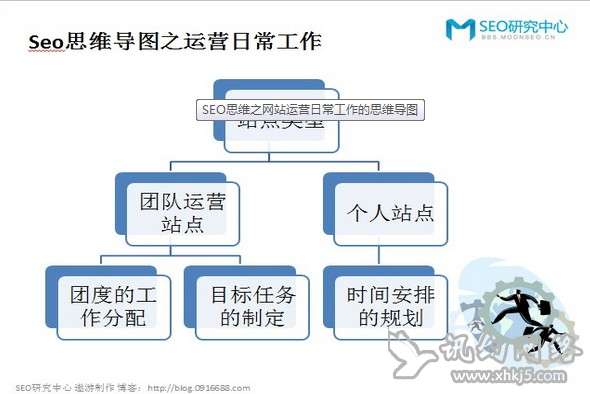 Seo思维导图之运营日常工作
SEO研究中心
BBS.MOONSEO.CN
SEO思维之网站运营日常工作的思维导图
站点类型
团队运营
站点
个人站点
团度的工
作分配
目标任务
的制定
时间安排
的规划
www.xhkj5.com
SEO研究中心 遨游制作 博客：http://blog.0916688.com